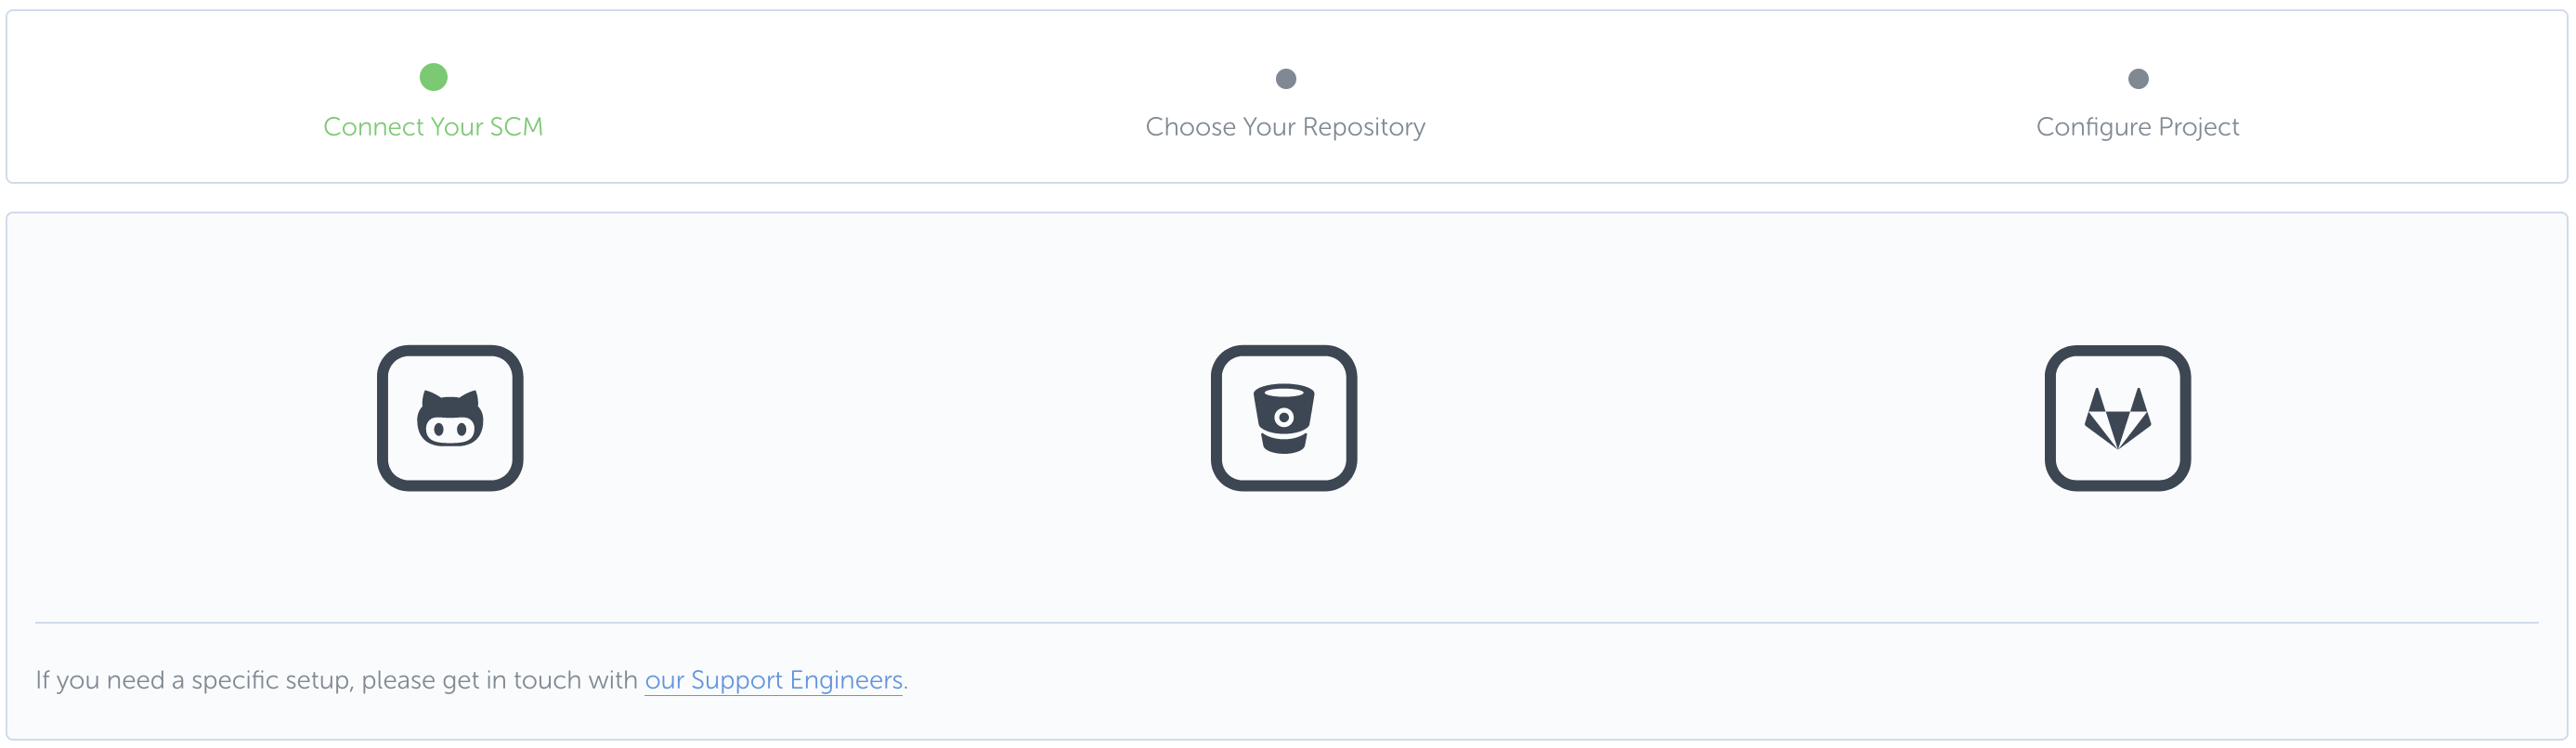 Connect Your SCM
Choose Your Repository
Configure Project
If you need a specific setup, please get in touch with our Support Engineers.